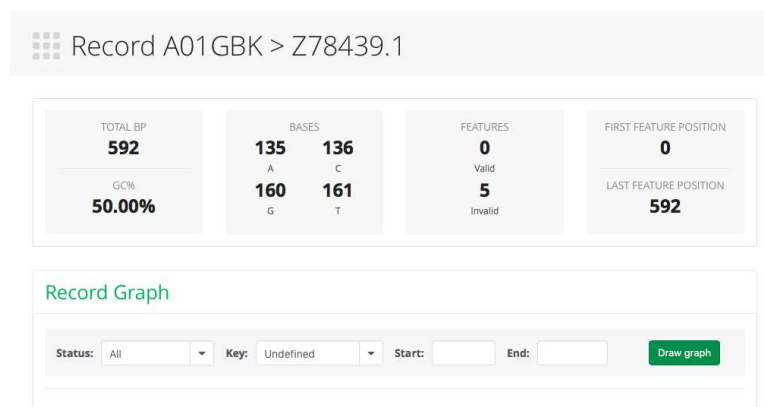 Record A01GBK > Z78439.1
TOTAL BP
592
GC%
50.00%
BASES
135 136
A C
160 161
G T
FEATURES
0
Valid
5
Invalid
FIRST FEATURE POSITION
0
LAST FEATURE POSITION
592
Record Graph
Status: All Key: Undefined Start: End: Draw graph